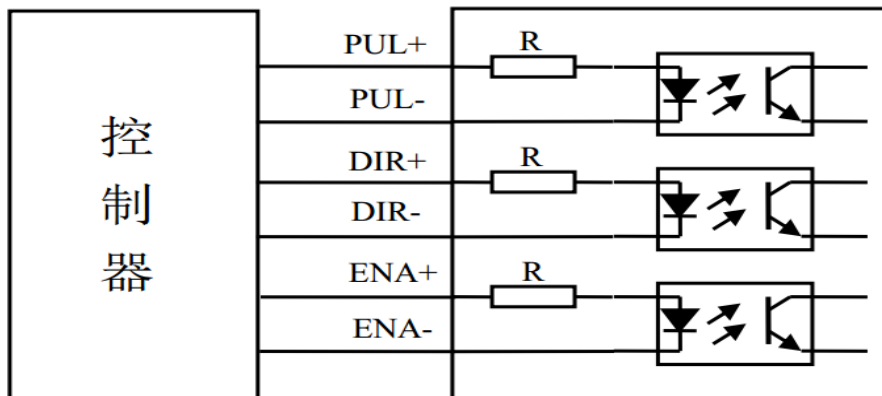 控制器
PUL+
R
PUL-
DIR+
R
DIR-
ENA+
R
ENA-